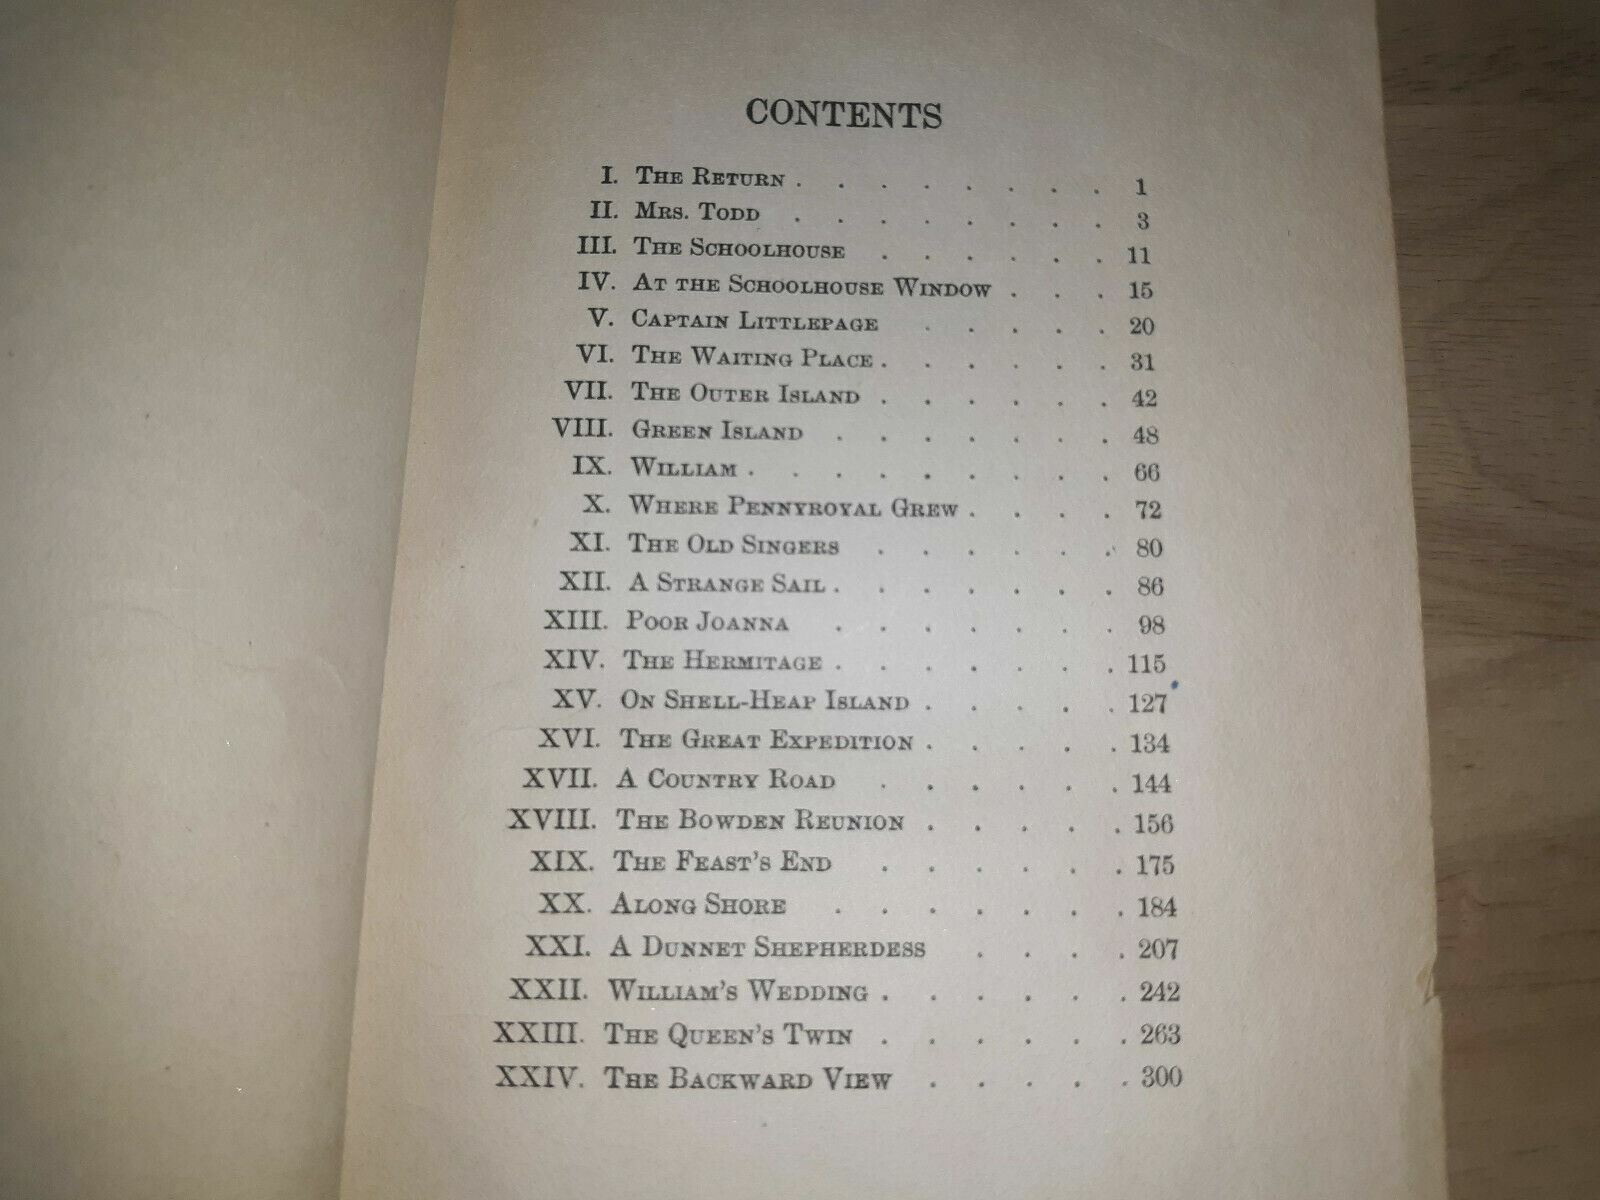 CONTENTS
I. The Return . . . . . . . . 1
II. Mrs. Todd . . . . . . . . 3
III. The Schoolhouse . . . . . . 11
IV. At the Schoolhouse Window . . . 15
V. Captain Littlepage . . . . . 20
VI. The Waiting Place . . . . . . 31
VII. The Outer Island . . . . . . 42
VIII. Green Island . . . . . . . 48
IX. William . . . . . . . . . 66
X. Where Pennyroyal Grew . . . . 72
XI. The Old Singers . . . . . . 80
XII. A Strange Sail . . . . . . . 86
XIII. Poor Joanna . . . . . . . 98
XIV. The Hermitage . . . . . . . 115
XV. On Shell-Heap Island . . . . . 127
XVI. The Great Expedition . . . . . 134
XVII. A Country Road . . . . . . 144
XVIII. The Bowden Reunion . . . . . 156
XIX. The Feast's End . . . . . . 175
XX. Along Shore . . . . . . . 184
XXI. A Dunnet Shepherdess . . . . 207
XXII. William's Wedding . . . . . . 242
XXIII. The Queen's Twin . . . . . . 263
XXIV. The Backward View . . . . . 300